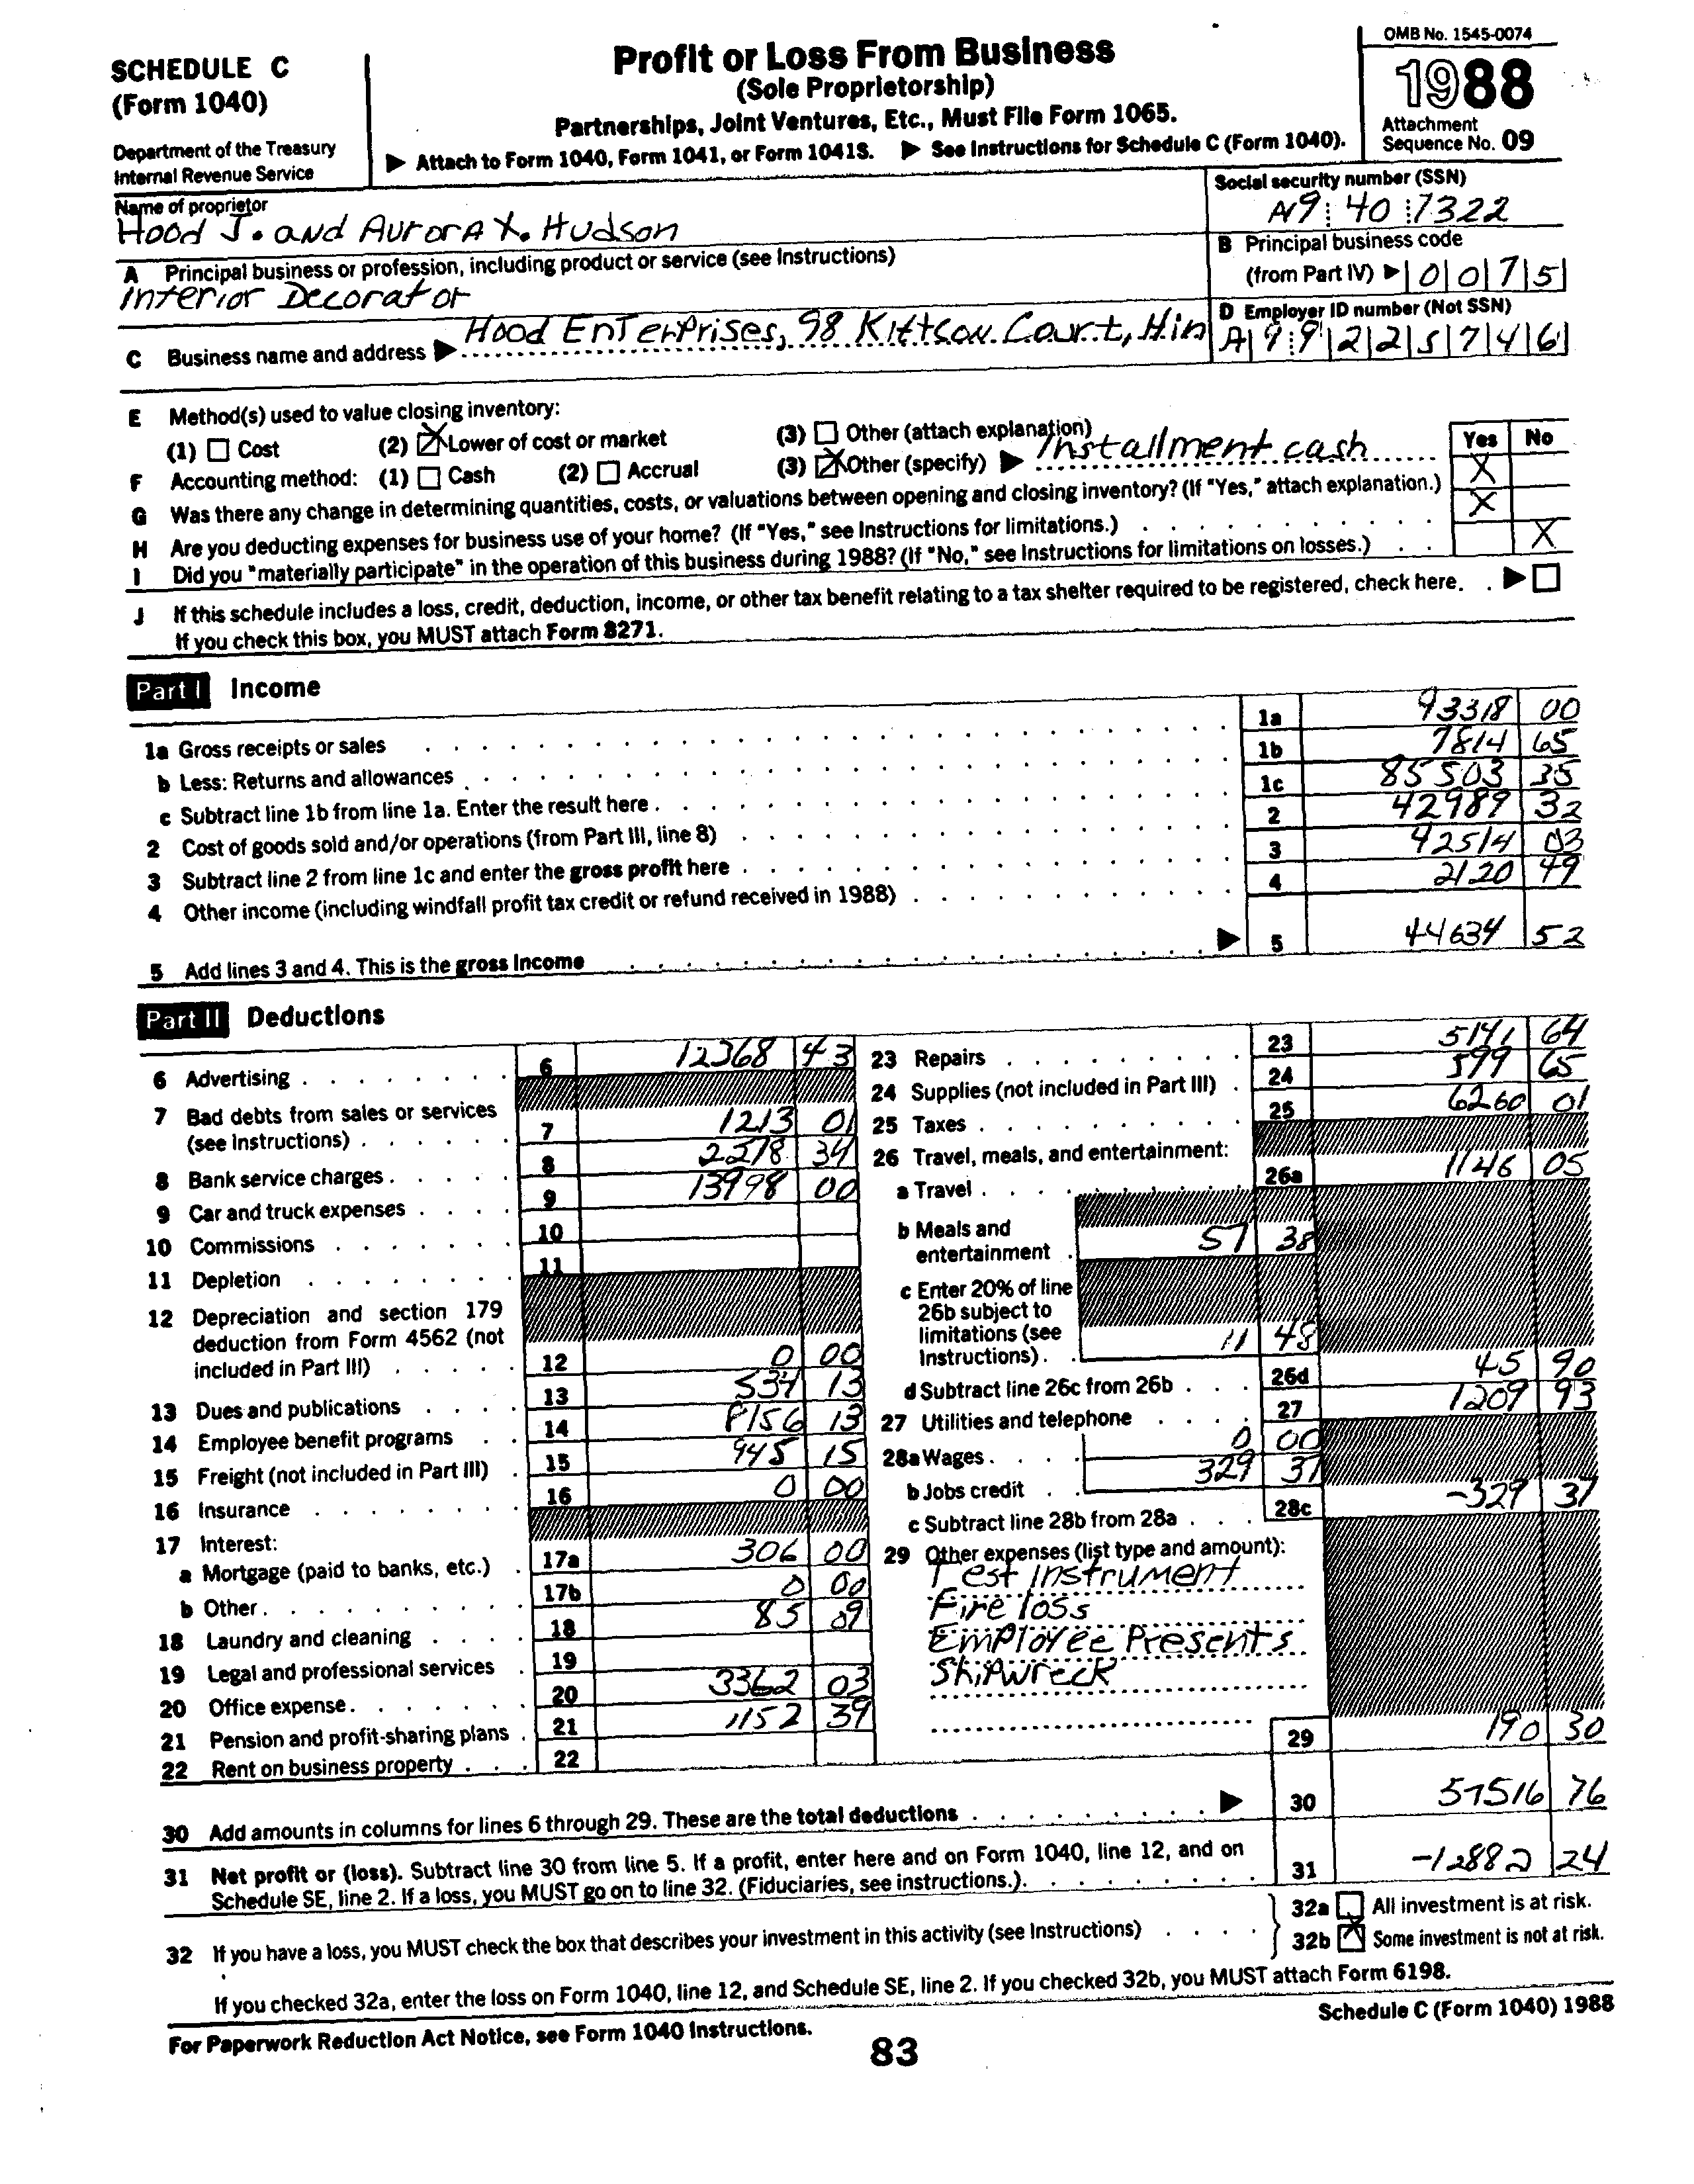 SCHEDULE C
(Form 1040)
Department of the Treasury
Internal Revenue Service
Profit or Loss From Business
(Sole Proprietorship)
Partnerships, Joint Ventures, Etc., Must File Form 1065.
▶ Attach to Form 1040, Form 1041, or Form 1041S. ▶ See Instructions for Schedule C (Form 1040).
OMB No. 1545-0074
1988
Attachment
Sequence No. 09
Name of proprietor
Hood J. and Aurora X. Hudson
Social security number (SSN)
A19 40 7322
A Principal business or profession, including product or service (see Instructions)
Interior Decorator
B Principal business code
(from Part IV) ▶ 0 0 7 5
C Business name and address ▶ Hood Enterprises, 98 Court, Hin
D Employer ID number (Not SSN)
A 9 9 2 2 5 7 4 6
E Method(s) used to value closing inventory:
(1) Cost (2) X Lower of cost or market (3) Other (attach explanation)
F Accounting method: (1) Cash (2) Accrual (3) X Other (specify) ▶ Installment cash
Yes No
G Was there any change in determining quantities, costs, or valuations between opening and closing inventory? (If "Yes," attach explanation.) X
H Are you deducting expenses for business use of your home? (If "Yes," see Instructions for limitations.) X
I Did you "materially participate" in the operation of this business during 1988? (If "No," see Instructions for limitations on losses.) X
J If this schedule includes a loss, credit, deduction, income, or other tax benefit relating to a tax shelter required to be registered, check here. ▶
If you check this box, you MUST attach Form 8271.
Part I Income
1a Gross receipts or sales 1a 93318 00
b Less: Returns and allowances 1b 7814 65
c Subtract line 1b from line 1a. Enter the result here 1c 85503 35
2 Cost of goods sold and/or operations (from Part III, line 8) 2 42989 32
3 Subtract line 2 from line 1c and enter the gross profit here 3 42514 03
4 Other income (including windfall profit tax credit or refund received in 1988) 4 2120 49
5 Add lines 3 and 4. This is the gross income ▶ 5 44634 52
Part II Deductions
6 Advertising 6 12368 43
7 Bad debts from sales or services
(see Instructions) 7 1213 01
8 Bank service charges 8 2578 34
9 Car and truck expenses 9 13998 00
10 Commissions 10
11 Depletion 11
12 Depreciation and section 179
deduction from Form 4562 (not
included in Part III) 12 0 00
13 Dues and publications 13 534 13
14 Employee benefit programs 14 8156 13
15 Freight (not included in Part III) 15 945 15
16 Insurance 16 0 00
17 Interest:
a Mortgage (paid to banks, etc.) 17a 306 00
b Other 17b 0 00
18 Laundry and cleaning 18 85 09
19 Legal and professional services 19
20 Office expense 20 3362 03
21 Pension and profit-sharing plans 21 1152 39
22 Rent on business property 22
23 Repairs 23 5141 64
24 Supplies (not included in Part III) 24 599 65
25 Taxes 25 6260 01
26 Travel, meals, and entertainment:
a Travel 26a 1146 05
b Meals and
entertainment 57 38
c Enter 20% of line
26b subject to
limitations (see
Instructions) 11 48
d Subtract line 26c from 26b 26d 45 90
27 Utilities and telephone 27 1209 93
28a Wages 0 00
b Jobs credit 329 37
c Subtract line 28b from 28a 28c -329 37
29 Other expenses (list type and amount):
Test instrument
Fire loss
Employee Presents
Shipwreck
29 190 30
30 Add amounts in columns for lines 6 through 29. These are the total deductions ▶ 30 57516 76
31 Net profit or (loss). Subtract line 30 from line 5. If a profit, enter here and on Form 1040, line 12, and on
Schedule SE, line 2. If a loss, you MUST go on to line 32. (Fiduciaries, see instructions.) 31 -12882 24
32 If you have a loss, you MUST check the box that describes your investment in this activity (see Instructions)
32a All investment is at risk.
32b X Some investment is not at risk.
If you checked 32a, enter the loss on Form 1040, line 12, and Schedule SE, line 2. If you checked 32b, you MUST attach Form 6198.
For Paperwork Reduction Act Notice, see Form 1040 Instructions.
Schedule C (Form 1040) 1988
83